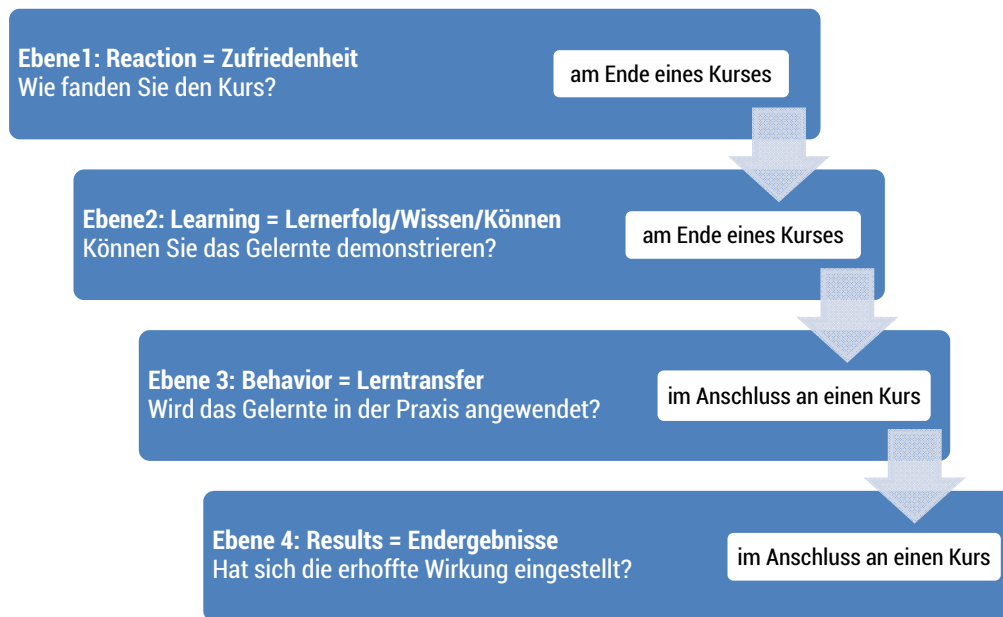 Ebene1: Reaction = Zufriedenheit
Wie fanden Sie den Kurs?
am Ende eines Kurses
Ebene2: Learning = Lernerfolg/Wissen/Können
Können Sie das Gelernte demonstrieren?
am Ende eines Kurses
Ebene 3: Behavior = Lerntransfer
Wird das Gelernte in der Praxis angewendet?
im Anschluss an einen Kurs
Ebene 4: Results = Endergebnisse
Hat sich die erhoffte Wirkung eingestellt?
im Anschluss an einen Kurs